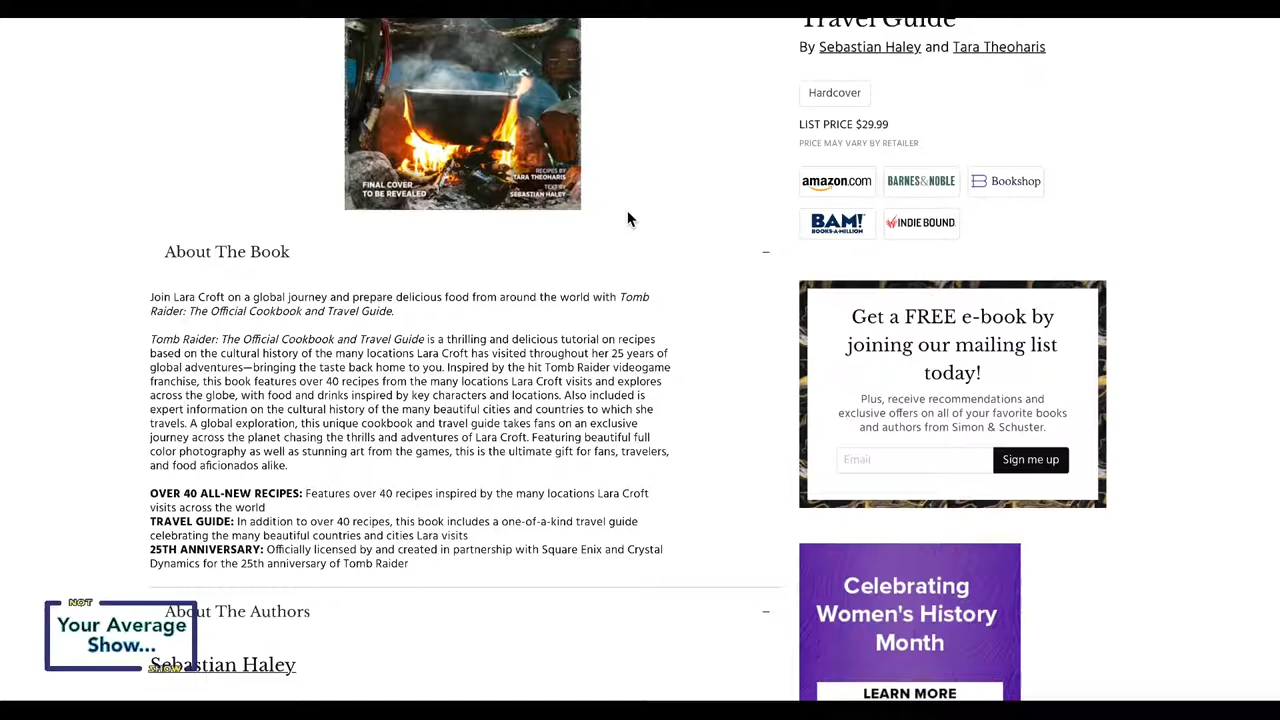 Travel Guide
By Sebastian Haley and Tara Theoharis
Hardcover
LIST PRICE $29.99
PRICE MAY VARY BY RETAILER
amazon.com
BARNES & NOBLE
Bookshop
BAM!
BOOKS-A-MILLION
INDIE BOUND
FINAL COVER
TO BE REVEALED
RECIPES BY
TARA THEOHARIS
TEXT BY
SEBASTIAN HALEY
About The Book
–
Join Lara Croft on a global journey and prepare delicious food from around the world with Tomb
Raider: The Official Cookbook and Travel Guide.
Tomb Raider: The Official Cookbook and Travel Guide is a thrilling and delicious tutorial on recipes
based on the cultural history of the many locations Lara Croft has visited throughout her 25 years of
global adventures—bringing the taste back home to you. Inspired by the hit Tomb Raider videogame
franchise, this book features over 40 recipes from the many locations Lara Croft visits and explores
across the globe, with food and drinks inspired by key characters and locations. Also included is
expert information on the cultural history of the many beautiful cities and countries to which she
travels. A global exploration, this unique cookbook and travel guide takes fans on an exclusive
journey across the planet chasing the thrills and adventures of Lara Croft. Featuring beautiful full
color photography as well as stunning art from the games, this is the ultimate gift for fans, travelers,
and food aficionados alike.
OVER 40 ALL-NEW RECIPES: Features over 40 recipes inspired by the many locations Lara Croft
visits across the world
TRAVEL GUIDE: In addition to over 40 recipes, this book includes a one-of-a-kind travel guide
celebrating the many beautiful countries and cities Lara visits
25TH ANNIVERSARY: Officially licensed by and created in partnership with Square Enix and Crystal
Dynamics for the 25th anniversary of Tomb Raider
About The Authors
–
Sebastian Haley
NOT
Your Average
Show...
SHOW
Get a FREE e-book by
joining our mailing list
today!
Plus, receive recommendations and
exclusive offers on all of your favorite books
and authors from Simon & Schuster.
Email
Sign me up
Celebrating
Women's History
Month
LEARN MORE